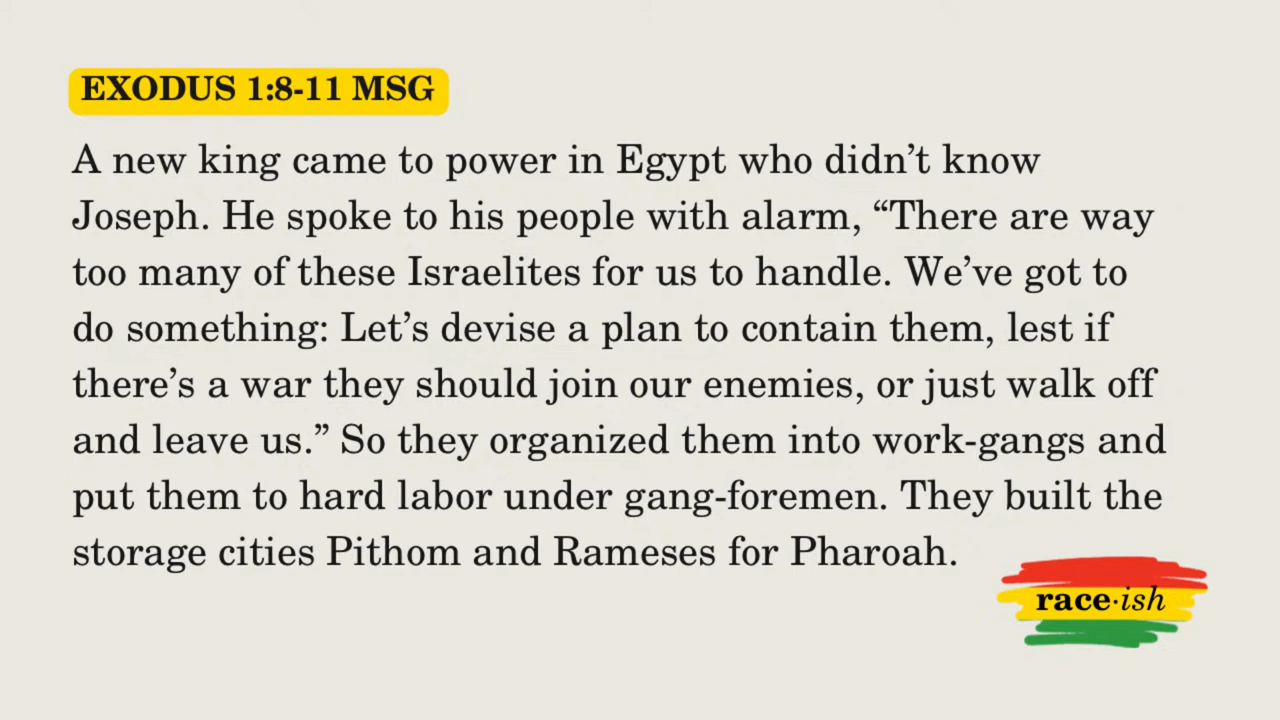 EXODUS 1:8-11 MSG
A new king came to power in Egypt who didn’t know
Joseph. He spoke to his people with alarm, “There are way
too many of these Israelites for us to handle. We’ve got to
do something: Let’s devise a plan to contain them, lest if
there’s a war they should join our enemies, or just walk off
and leave us.” So they organized them into work-gangs and
put them to hard labor under gang-foremen. They built the
storage cities Pithom and Rameses for Pharoah.
race·ish